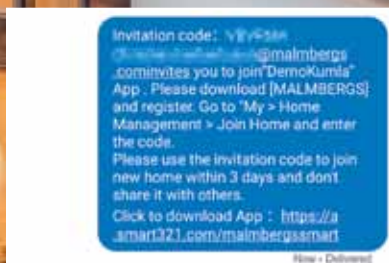 Invitation code:
@malmbergs
.cominvites you to join"DemoKumla"
App . Please download [MALMBERGS]
and register. Go to "My > Home
Management > Join Home and enter
the code.
Please use the invitation code to join
new home within 3 days and don't
share it with others.
Click to download App : https://a
.smart321.com/malmbergssmart
Now • Delivered